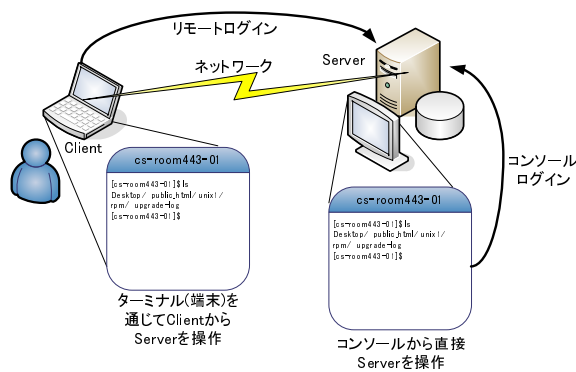 リモートログイン
ネットワーク
Server
Client
コンソール
ログイン
cs-room443-01
[cs-room443-01]$ ls
Desktop/ public_html/ unix1/
rpm/ upgrade-log
[cs-room443-01]$
ターミナル(端末)を
通じてClientから
Serverを操作
cs-room443-01
[cs-room443-01]$ ls
Desktop/ public_html/ unix1/
rpm/ upgrade-log
[cs-room443-01]$
コンソールから直接
Serverを操作